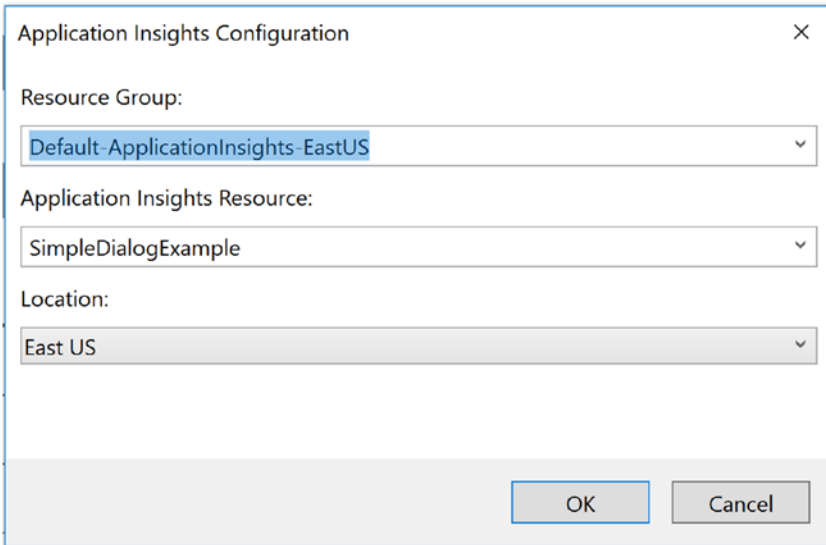 Application Insights Configuration
Resource Group:
Default-ApplicationInsights-EastUS
Application Insights Resource:
SimpleDialogExample
Location:
East US
OK Cancel